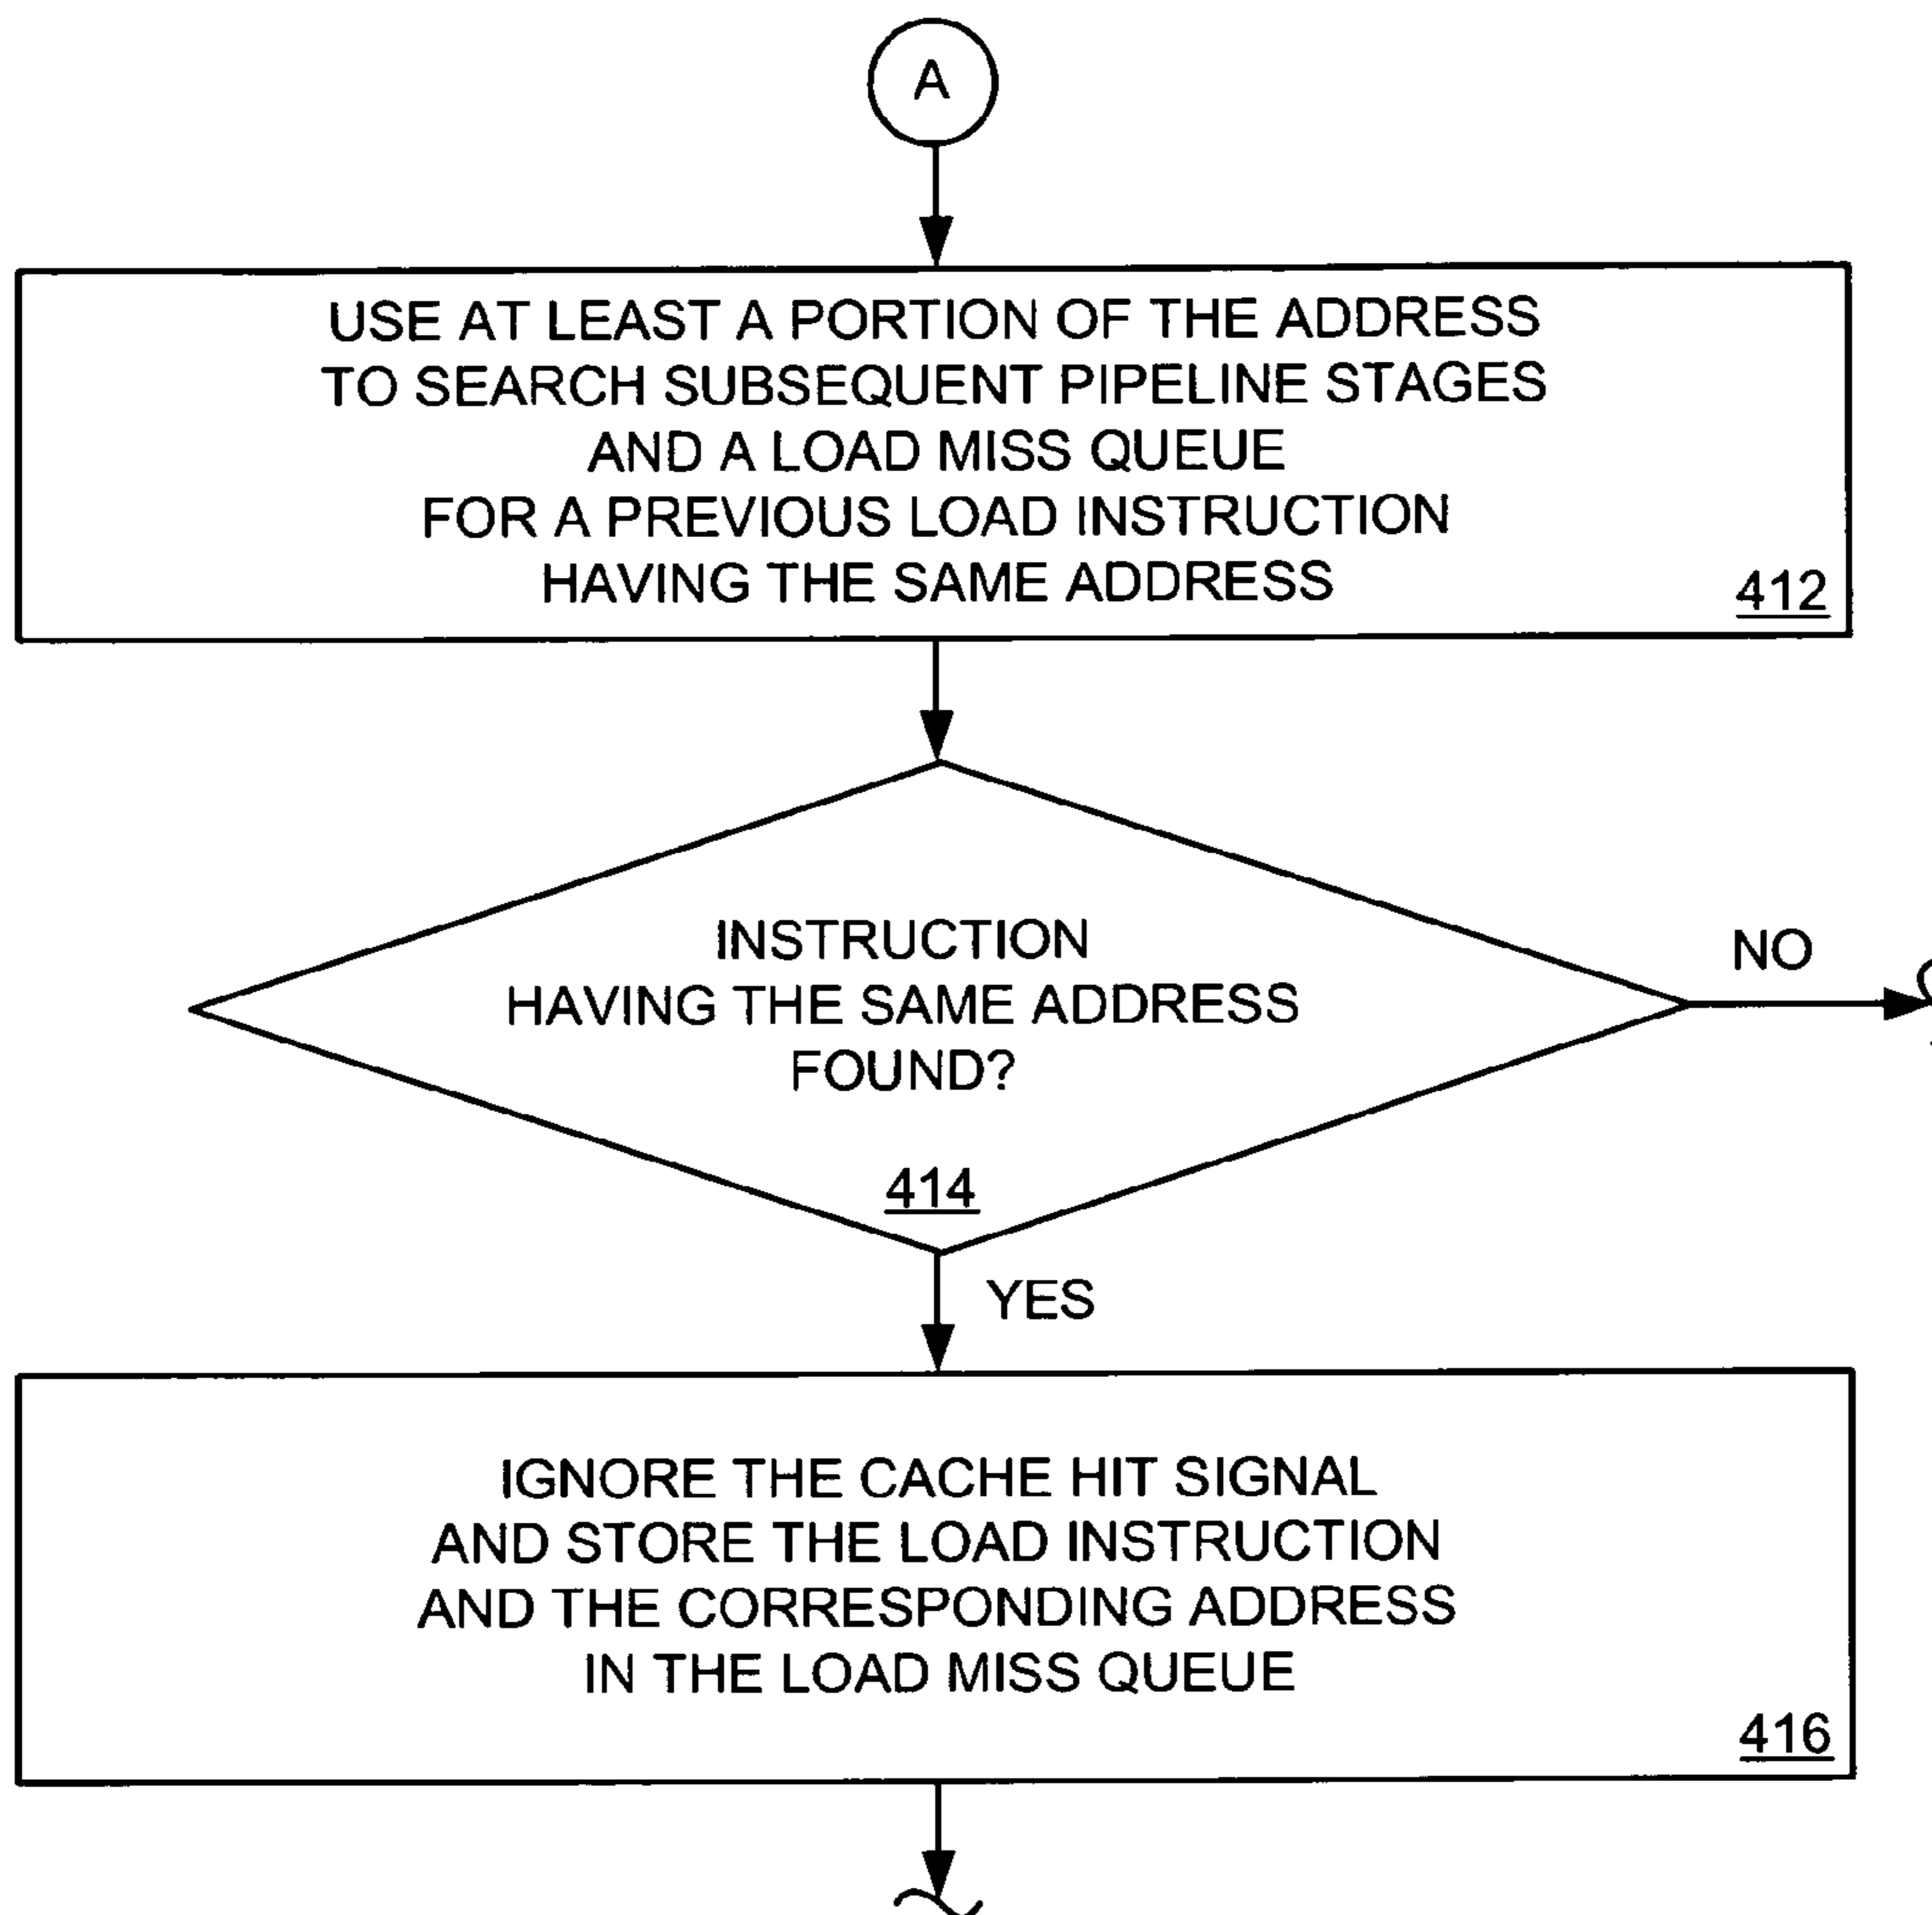 A
USE AT LEAST A PORTION OF THE ADDRESS
TO SEARCH SUBSEQUENT PIPELINE STAGES
AND A LOAD MISS QUEUE
FOR A PREVIOUS LOAD INSTRUCTION
HAVING THE SAME ADDRESS
412
INSTRUCTION
HAVING THE SAME ADDRESS
FOUND?
NO
414
YES
IGNORE THE CACHE HIT SIGNAL
AND STORE THE LOAD INSTRUCTION
AND THE CORRESPONDING ADDRESS
IN THE LOAD MISS QUEUE
416